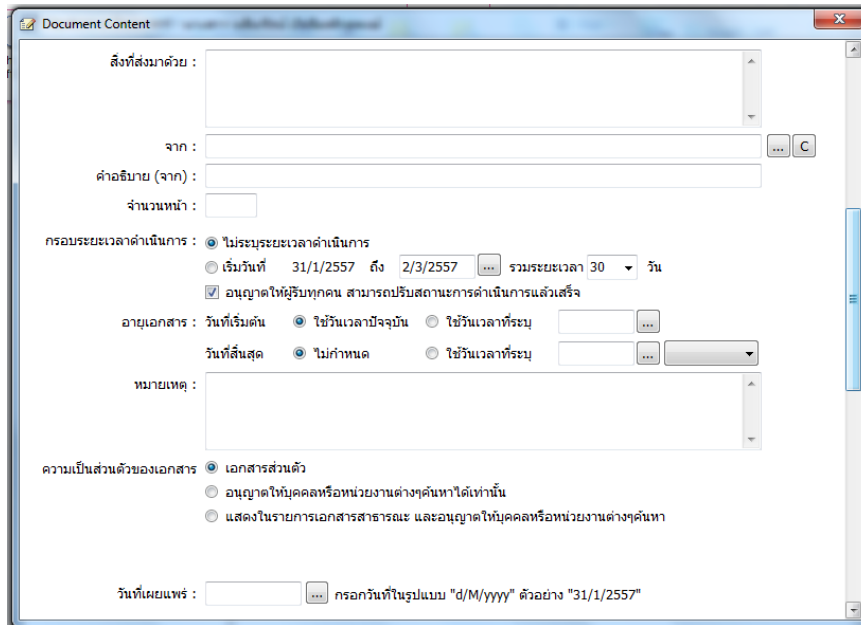 Document Content
สิ่งที่ส่งมาด้วย :
จาก :
... C
คำอธิบาย (จาก) :
จำนวนหน้า :
กรอบระยะเวลาดำเนินการ : ไม่ระบุระยะเวลาดำเนินการ
เริ่มวันที่ 31/1/2557 ถึง 2/3/2557 ... รวมระยะเวลา 30 วัน
อนุญาตให้ผู้รับทุกคน สามารถปรับสถานะการดำเนินการแล้วเสร็จ
อายุเอกสาร : วันที่เริ่มต้น ใช้วันเวลาปัจจุบัน ใช้วันเวลาที่ระบุ ...
วันที่สิ้นสุด ไม่กำหนด ใช้วันเวลาที่ระบุ ...
หมายเหตุ :
ความเป็นส่วนตัวของเอกสาร เอกสารส่วนตัว
อนุญาตให้บุคคลหรือหน่วยงานต่างๆค้นหาได้เท่านั้น
แสดงในรายการเอกสารสาธารณะ และอนุญาตให้บุคคลหรือหน่วยงานต่างๆค้นหา
วันที่เผยแพร่ : ... กรอกวันที่ในรูปแบบ "d/M/yyyy" ตัวอย่าง "31/1/2557"